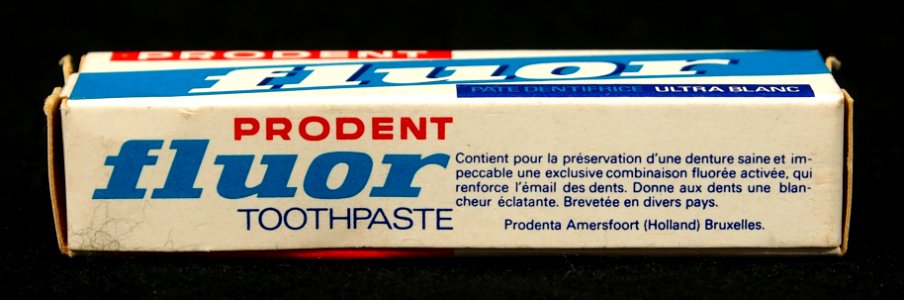 PRODENT
fluor
PATE DENTIFRICE ULTRA BLANC
PRODENT
fluor
TOOTHPASTE
Contient pour la préservation d'une denture saine et im-
peccable une exclusive combinaison fluorée activée, qui
renforce l'émail des dents. Donne aux dents une blan-
cheur éclatante. Brevetée en divers pays.
Prodenta Amersfoort (Holland) Bruxelles.